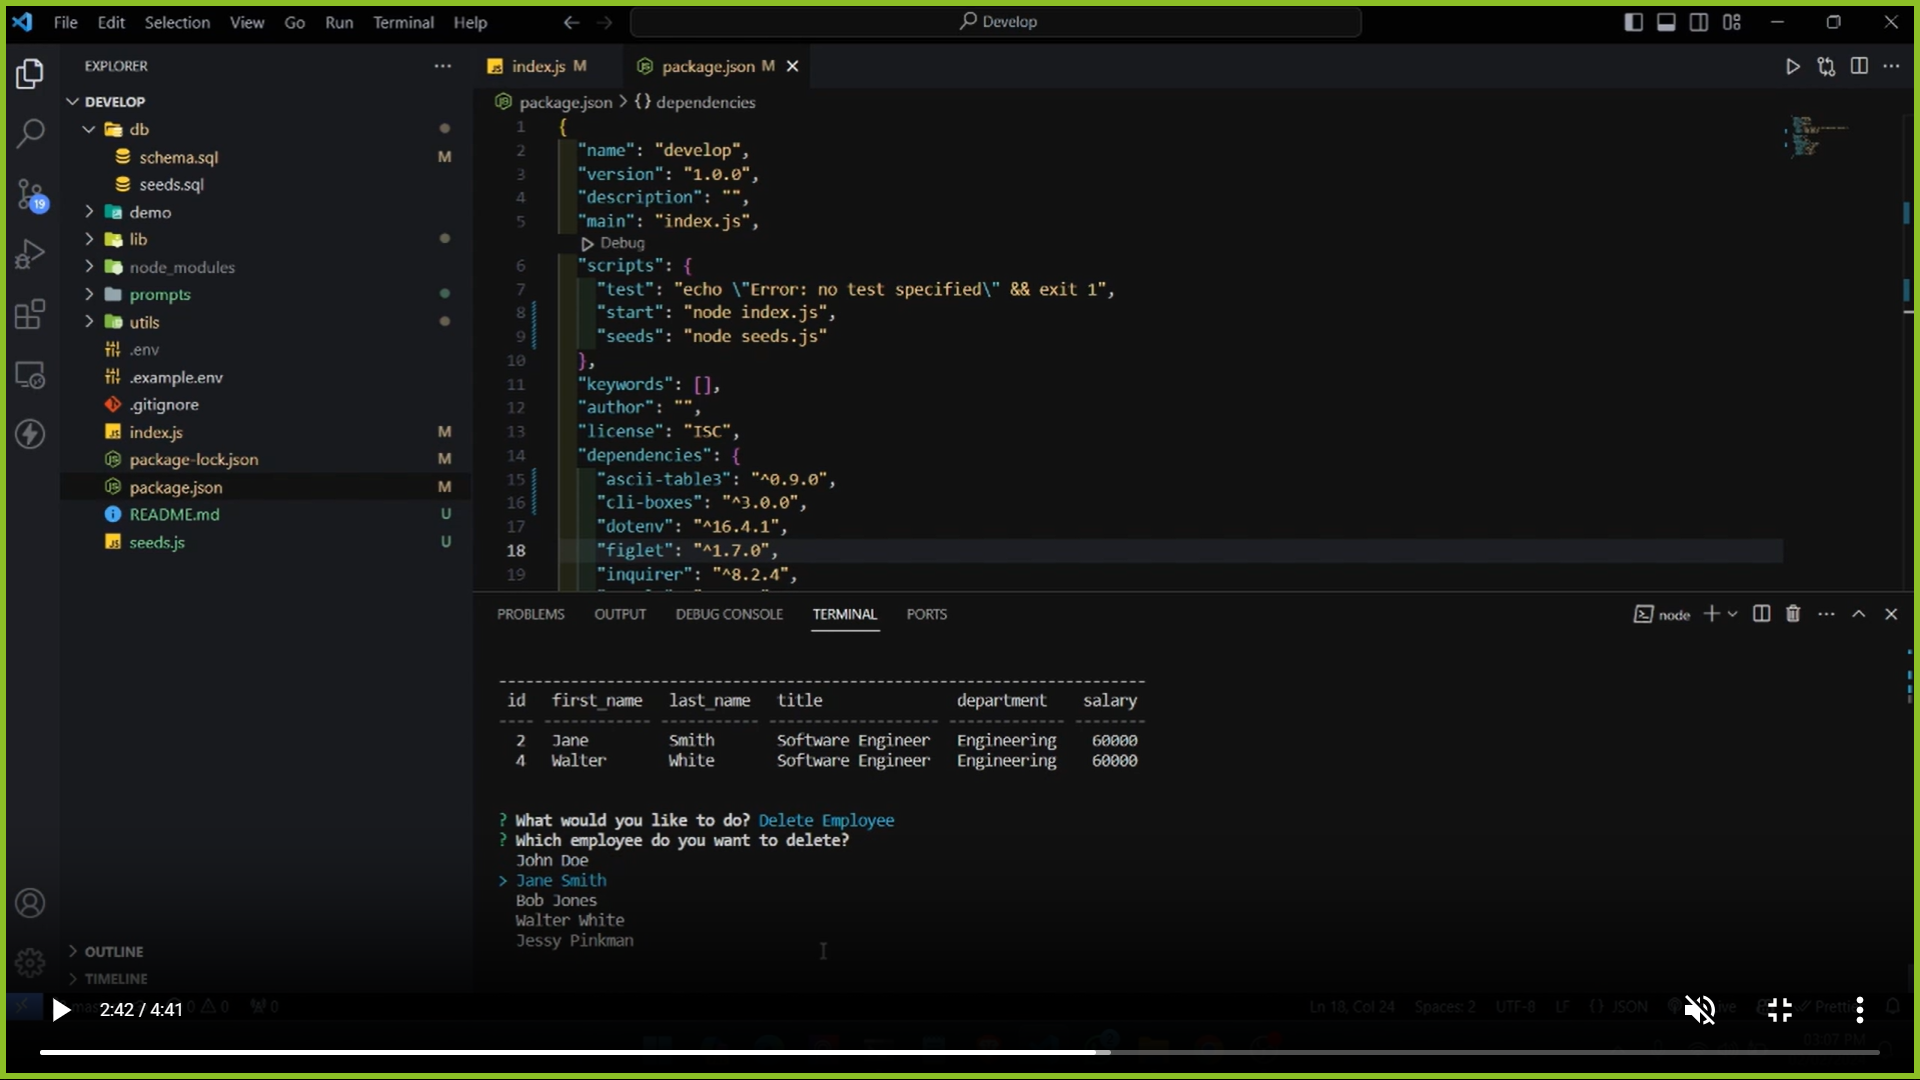 File Edit Selection View Go Run Terminal Help
Develop
EXPLORER
DEVELOP
db
schema.sql M
seeds.sql
demo
lib
node_modules
prompts
utils
.env
.example.env
.gitignore
index.js M
package-lock.json M
package.json M
README.md U
seeds.js U
OUTLINE
TIMELINE
19
index.js M
package.json M
package.json > {} dependencies
1 {
2 "name": "develop",
3 "version": "1.0.0",
4 "description": "",
5 "main": "index.js",
Debug
6 "scripts": {
7 "test": "echo \"Error: no test specified\" && exit 1",
8 "start": "node index.js",
9 "seeds": "node seeds.js"
10 },
11 "keywords": [],
12 "author": "",
13 "license": "ISC",
14 "dependencies": {
15 "ascii-table3": "^0.9.0",
16 "cli-boxes": "^3.0.0",
17 "dotenv": "^16.4.1",
18 "figlet": "^1.7.0",
19 "inquirer": "^8.2.4",
PROBLEMS OUTPUT DEBUG CONSOLE TERMINAL PORTS
node
id first_name last_name title department salary
2 Jane Smith Software Engineer Engineering 60000
4 Walter White Software Engineer Engineering 60000
? What would you like to do? Delete Employee
? Which employee do you want to delete?
John Doe
> Jane Smith
Bob Jones
Walter White
Jessy Pinkman
2:42 / 4:41
0 0 0
Ln 18, Col 24 Spaces: 2 UTF-8 LF {} JSON
03:07 PM